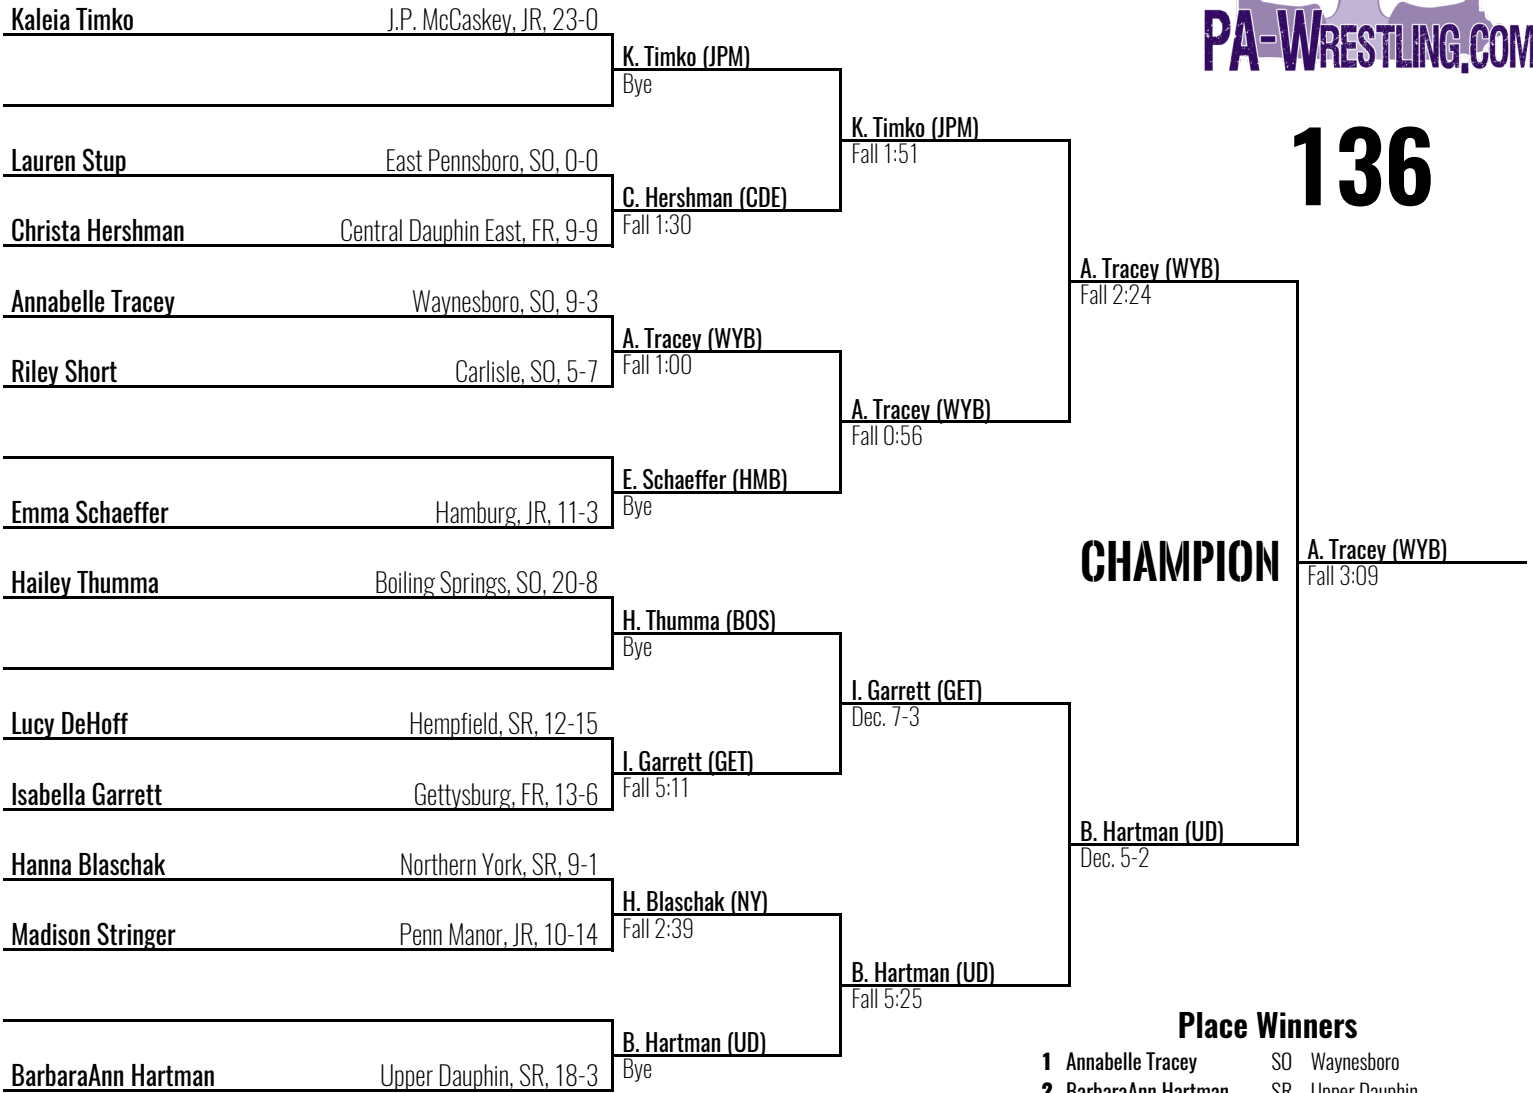 PA-WRESTLING.COM
136
Kaleia Timko J.P. McCaskey, JR, 23-0
K. Timko (JPM)
Bye
K. Timko (JPM)
Fall 1:51
Lauren Stup East Pennsboro, SO, 0-0
C. Hershman (CDE)
Fall 1:30
Christa Hershman Central Dauphin East, FR, 9-9
A. Tracey (WYB)
Fall 2:24
Annabelle Tracey Waynesboro, SO, 9-3
A. Tracey (WYB)
Fall 1:00
Riley Short Carlisle, SO, 5-7
A. Tracey (WYB)
Fall 0:56
E. Schaeffer (HMB)
Bye
Emma Schaeffer Hamburg, JR, 11-3
CHAMPION
A. Tracey (WYB)
Fall 3:09
Hailey Thumma Boiling Springs, SO, 20-8
H. Thumma (BOS)
Bye
I. Garrett (GET)
Dec. 7-3
Lucy DeHoff Hempfield, SR, 12-15
I. Garrett (GET)
Fall 5:11
Isabella Garrett Gettysburg, FR, 13-6
B. Hartman (UD)
Dec. 5-2
Hanna Blaschak Northern York, SR, 9-1
H. Blaschak (NY)
Fall 2:39
Madison Stringer Penn Manor, JR, 10-14
B. Hartman (UD)
Fall 5:25
B. Hartman (UD)
Bye
BarbaraAnn Hartman Upper Dauphin, SR, 18-3
Place Winners
1 Annabelle Tracey SO Waynesboro
2 BarbaraAnn Hartman SR Upper Dauphin